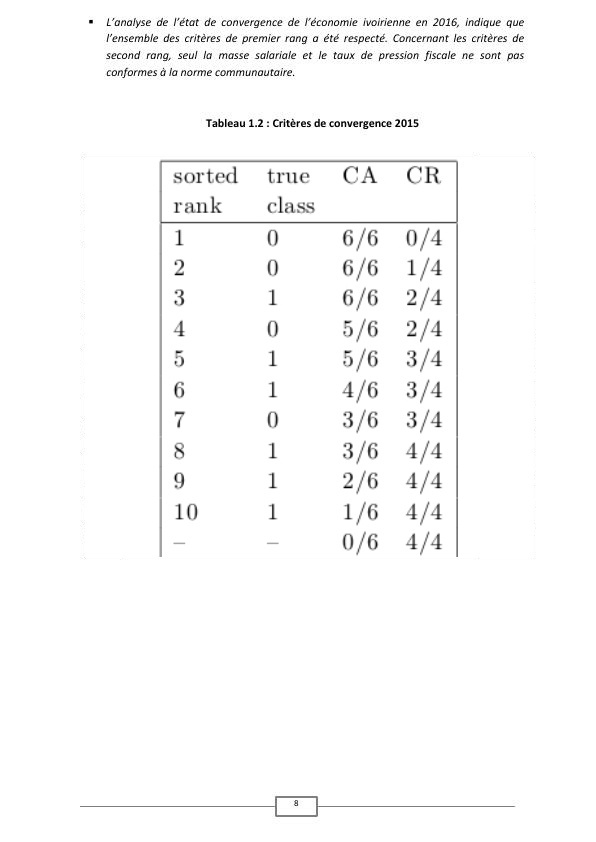 ▪ L’analyse de l’état de convergence de l’économie ivoirienne en 2016, indique que
l’ensemble des critères de premier rang a été respecté. Concernant les critères de
second rang, seul la masse salariale et le taux de pression fiscale ne sont pas
conformes à la norme communautaire.
Tableau 1.2 : Critères de convergence 2015
sorted true CA CR
rank class
1 0 6/6 0/4
2 0 6/6 1/4
3 1 6/6 2/4
4 0 5/6 2/4
5 1 5/6 3/4
6 1 4/6 3/4
7 0 3/6 3/4
8 1 3/6 4/4
9 1 2/6 4/4
10 1 1/6 4/4
– – 0/6 4/4
8